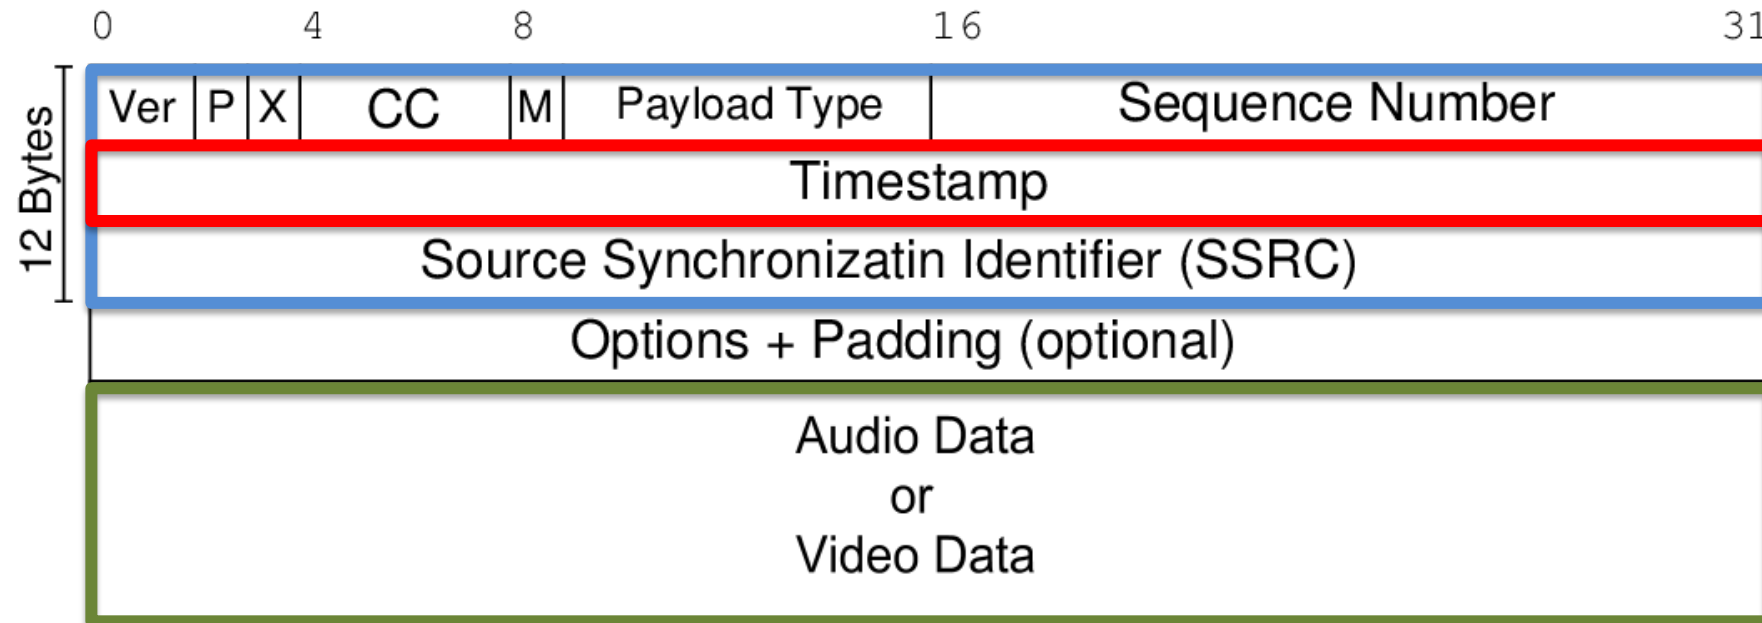 0 4 8 16 31
Ver P X CC M Payload Type Sequence Number
Timestamp
Source Synchronizatin Identifier (SSRC)
12 Bytes
Options + Padding (optional)
Audio Data
or
Video Data